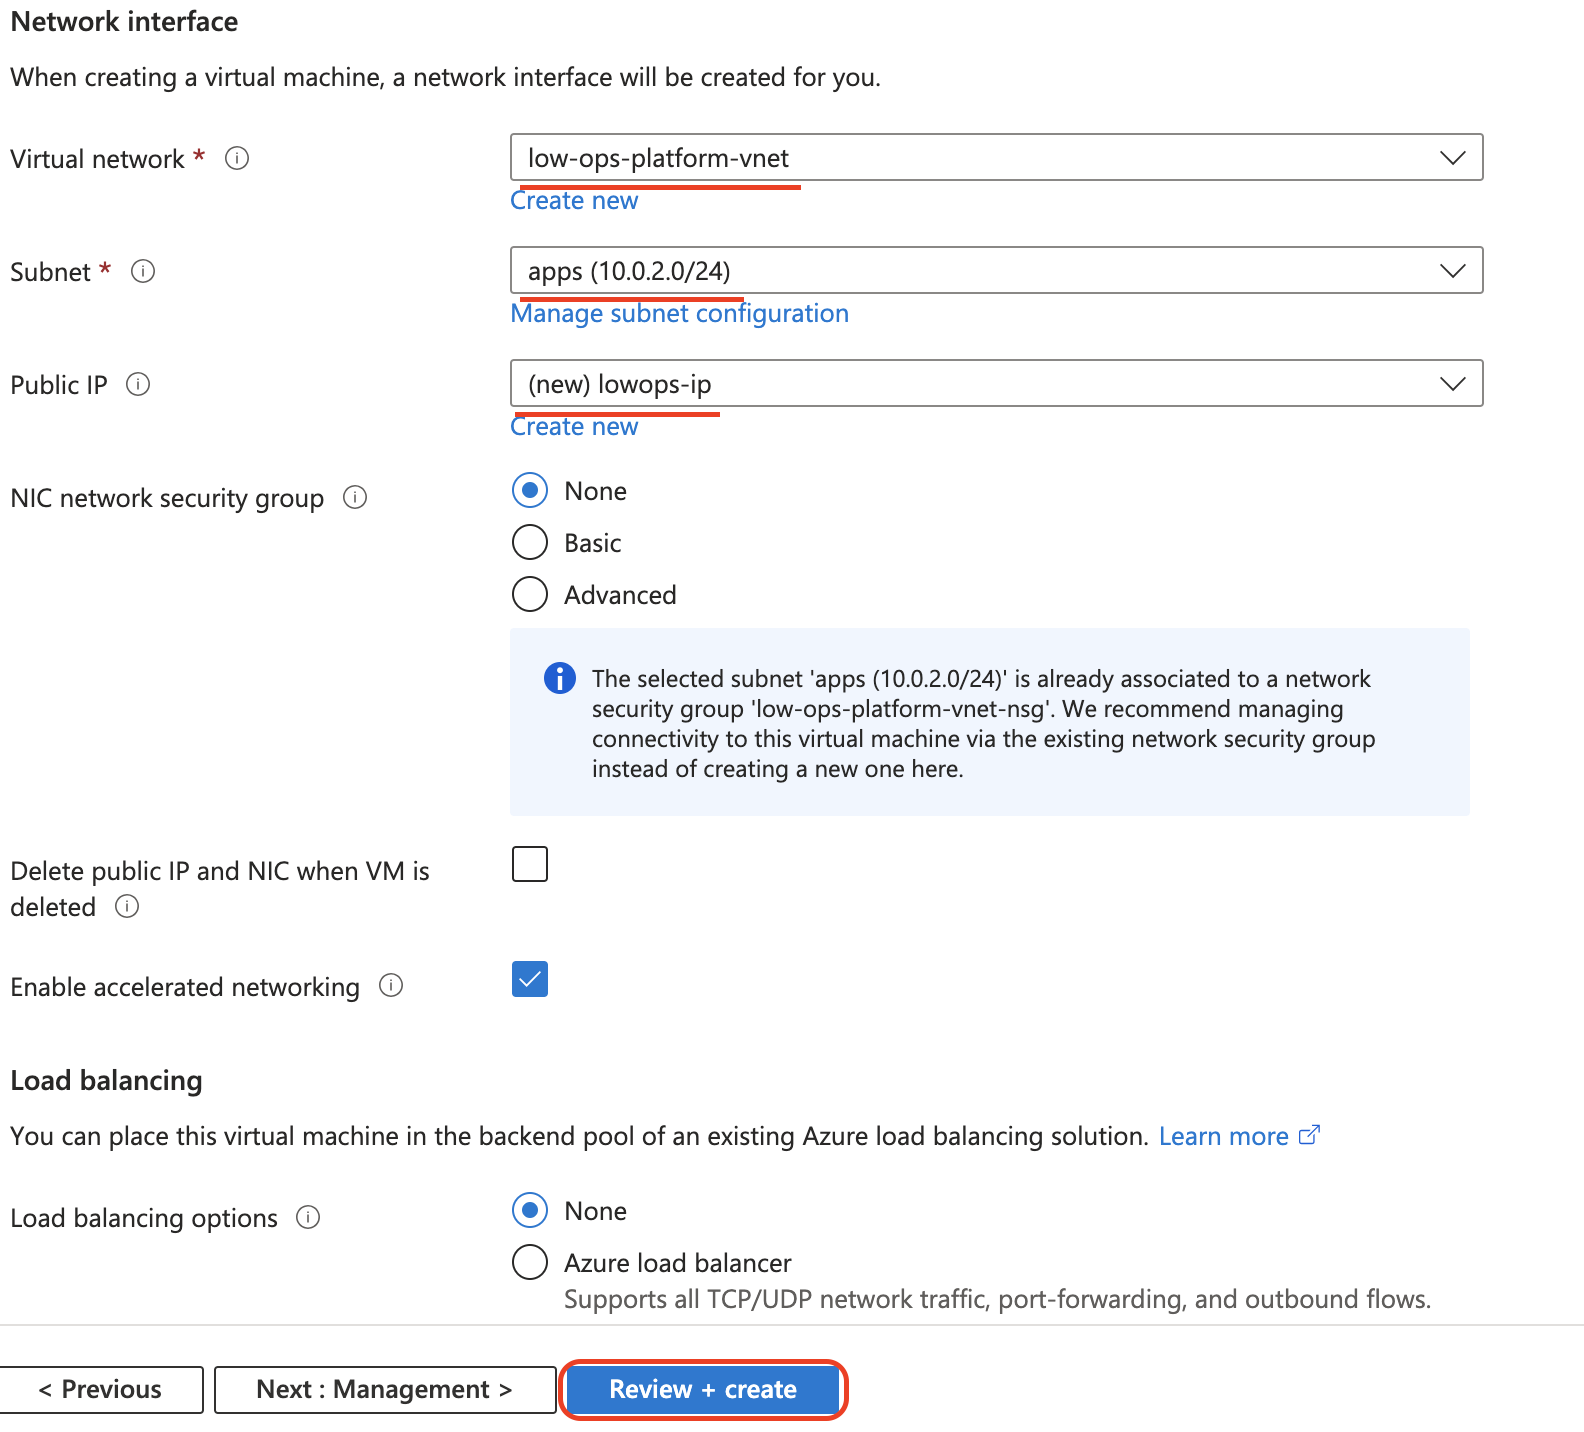 Network interface
When creating a virtual machine, a network interface will be created for you.
Virtual network *
low-ops-platform-vnet
Create new
Subnet *
apps (10.0.2.0/24)
Manage subnet configuration
Public IP
(new) lowops-ip
Create new
NIC network security group
None
Basic
Advanced
The selected subnet 'apps (10.0.2.0/24)' is already associated to a network
security group 'low-ops-platform-vnet-nsg'. We recommend managing
connectivity to this virtual machine via the existing network security group
instead of creating a new one here.
Delete public IP and NIC when VM is
deleted
Enable accelerated networking
Load balancing
You can place this virtual machine in the backend pool of an existing Azure load balancing solution. Learn more
Load balancing options
None
Azure load balancer
Supports all TCP/UDP network traffic, port-forwarding, and outbound flows.
< Previous
Next : Management >
Review + create